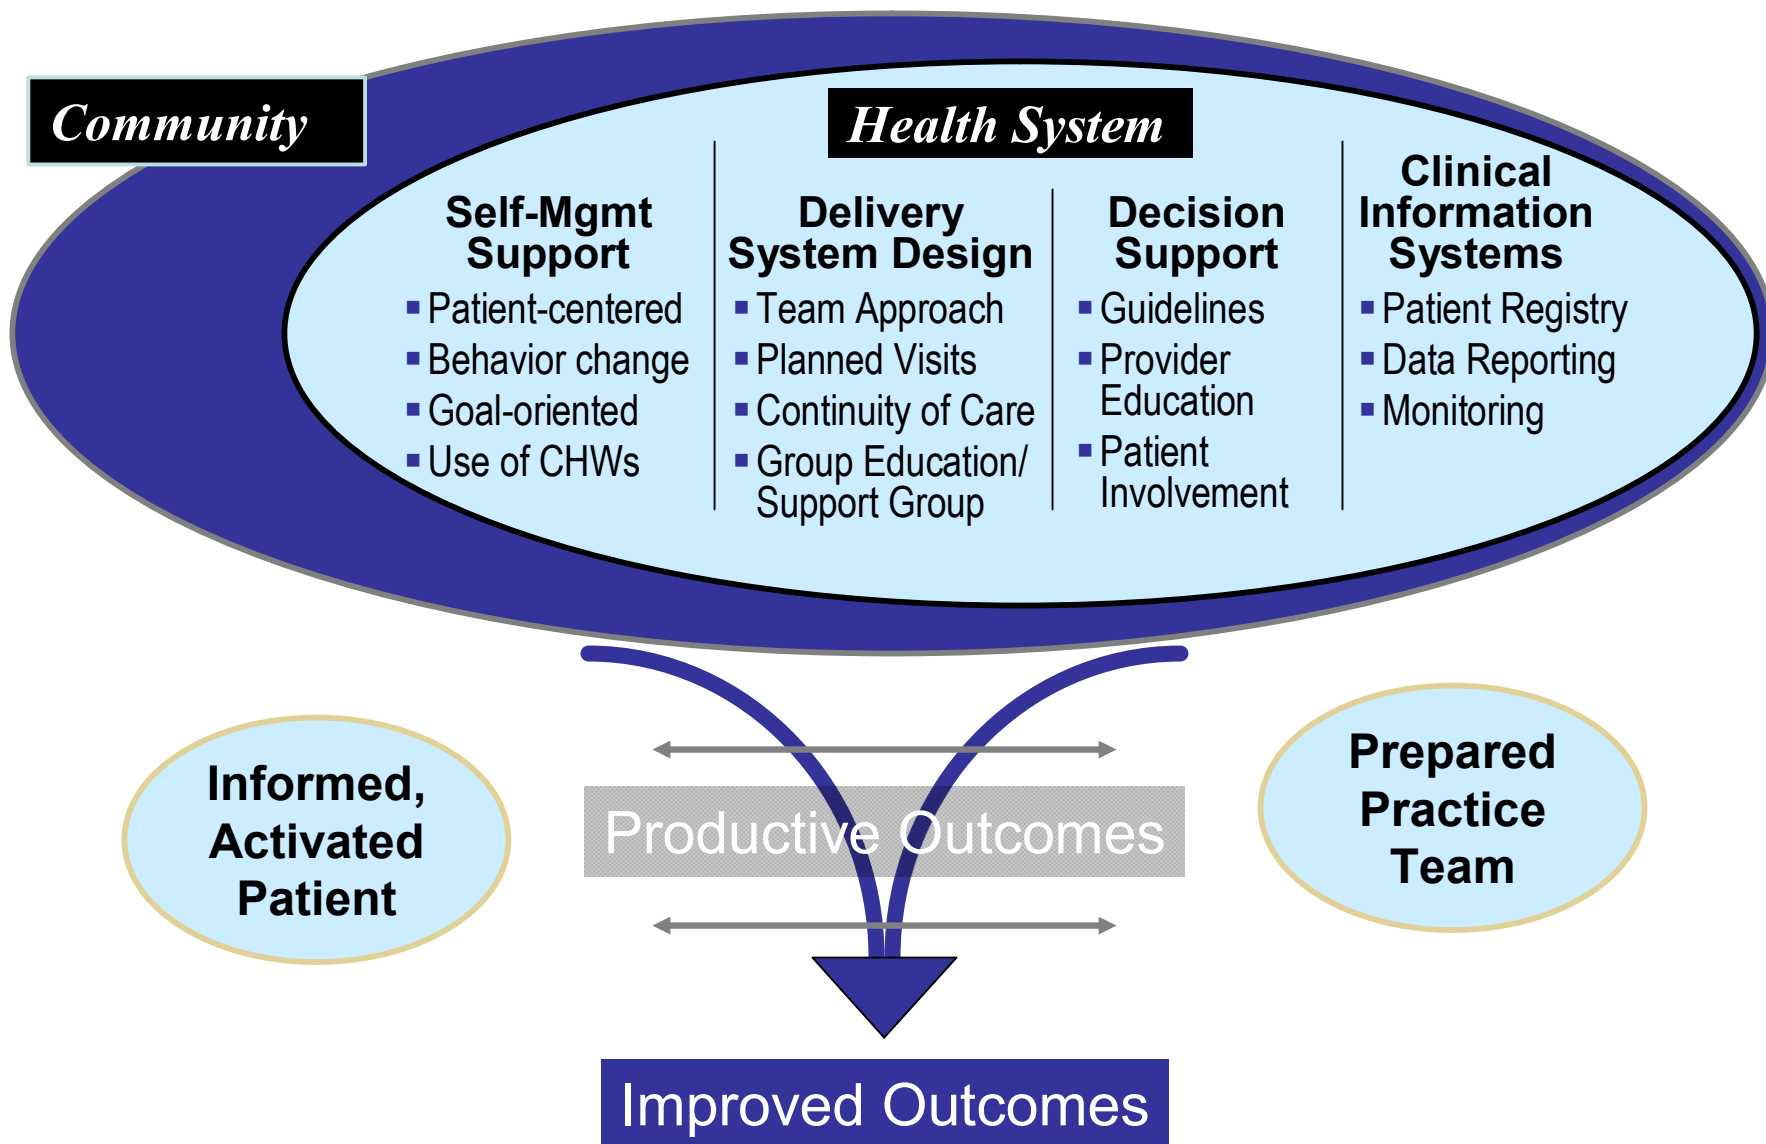 Community
Health System
Self-Mgmt
Support
▪ Patient-centered
▪ Behavior change
▪ Goal-oriented
▪ Use of CHWs
Delivery
System Design
▪ Team Approach
▪ Planned Visits
▪ Continuity of Care
▪ Group Education/
Support Group
Decision
Support
▪ Guidelines
▪ Provider
Education
▪ Patient
Involvement
Clinical
Information
Systems
▪ Patient Registry
▪ Data Reporting
▪ Monitoring
Informed,
Activated
Patient
Productive Outcomes
Prepared
Practice
Team
Improved Outcomes